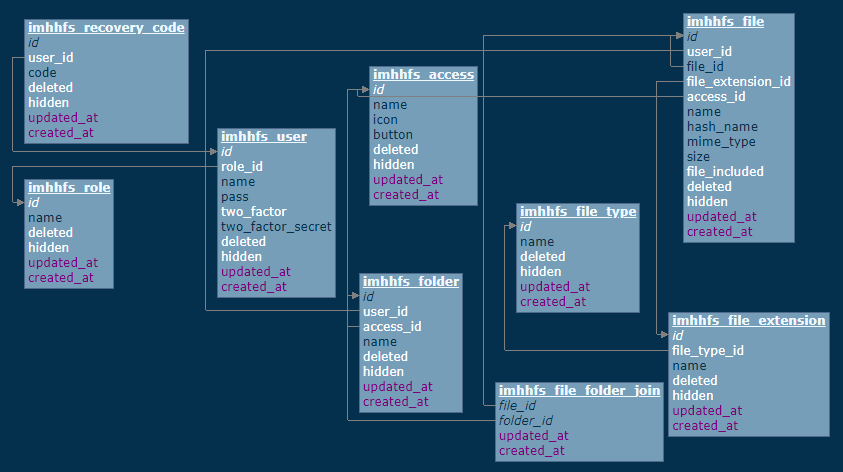 imhhfs_recovery_code
id
user_id
code
deleted
hidden
updated_at
created_at
imhhfs_role
id
name
deleted
hidden
updated_at
created_at
imhhfs_user
id
role_id
name
pass
two_factor
two_factor_secret
deleted
hidden
updated_at
created_at
imhhfs_access
id
name
icon
button
deleted
hidden
updated_at
created_at
imhhfs_folder
id
user_id
access_id
name
deleted
hidden
updated_at
created_at
imhhfs_file_type
id
name
deleted
hidden
updated_at
created_at
imhhfs_file_folder_join
file_id
folder_id
updated_at
created_at
imhhfs_file
id
user_id
file_id
file_extension_id
access_id
name
hash_name
mime_type
size
file_included
deleted
hidden
updated_at
created_at
imhhfs_file_extension
id
file_type_id
name
deleted
hidden
updated_at
created_at